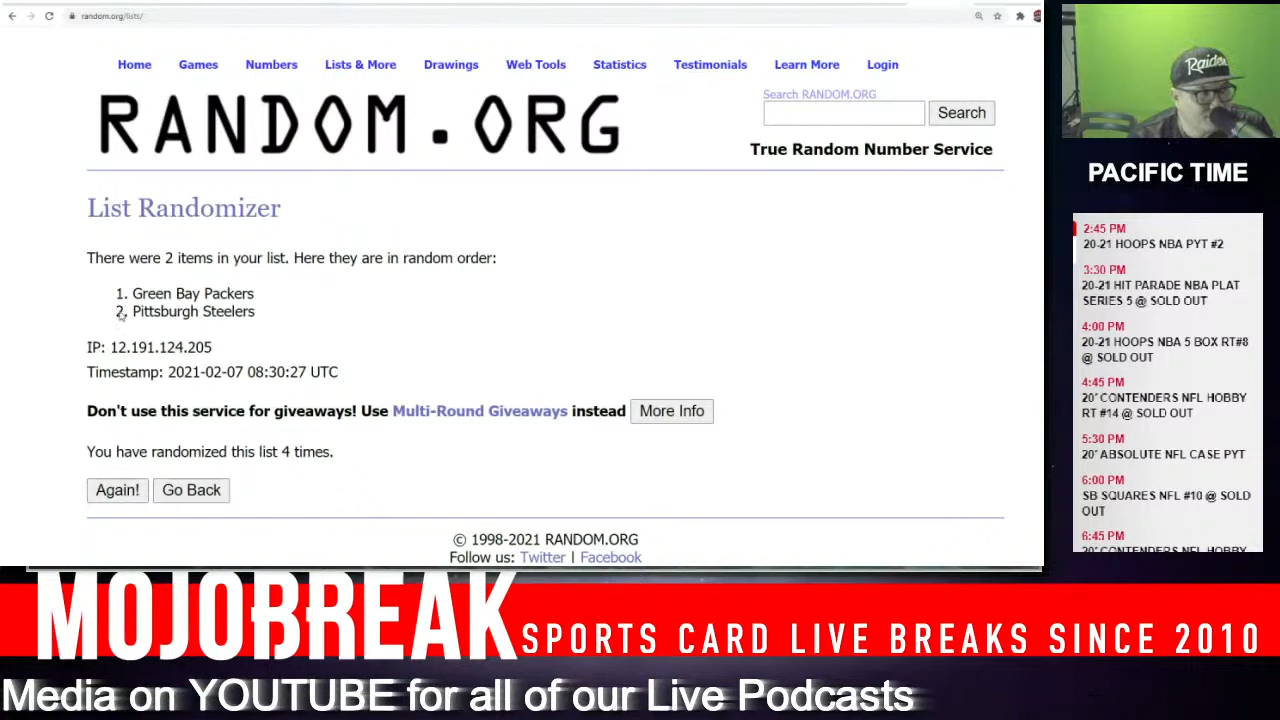 random.org/lists/
Home Games Numbers Lists & More Drawings Web Tools Statistics Testimonials Learn More Login
RANDOM.ORG
Search RANDOM.ORG
Search
True Random Number Service
List Randomizer
There were 2 items in your list. Here they are in random order:
1. Green Bay Packers
2. Pittsburgh Steelers
IP: 12.191.124.205
Timestamp: 2021-02-07 08:30:27 UTC
Don't use this service for giveaways! Use Multi-Round Giveaways instead More Info
You have randomized this list 4 times.
Again! Go Back
© 1998-2021 RANDOM.ORG
Follow us: Twitter | Facebook
Raiders
PACIFIC TIME
2:45 PM
20-21 HOOPS NBA PYT #2
3:30 PM
20-21 HIT PARADE NBA PLAT
SERIES 5 @ SOLD OUT
4:00 PM
20-21 HOOPS NBA 5 BOX RT#8
@ SOLD OUT
4:45 PM
20" CONTENDERS NFL HOBBY
RT #14 @ SOLD OUT
5:30 PM
20" ABSOLUTE NFL CASE PYT
6:00 PM
SB SQUARES NFL #10 @ SOLD
OUT
6:45 PM
20" CONTENDERS NFL HOBBY
MOJOBREAK
SPORTS CARD LIVE BREAKS SINCE 2010
Media on YOUTUBE for all of our Live Podcasts